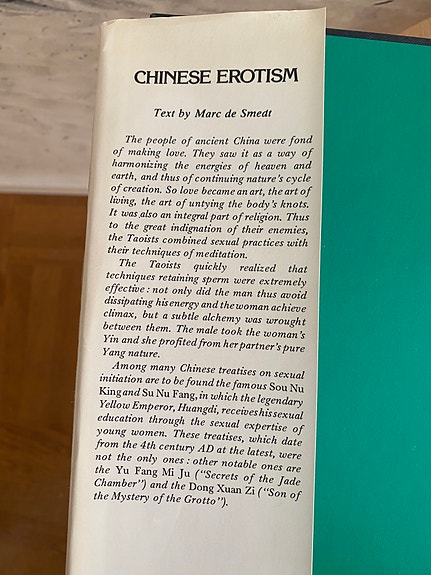 CHINESE EROTISM
Text by Marc de Smedt
The people of ancient China were fond
of making love. They saw it as a way of
harmonizing the energies of heaven and
earth, and thus of continuing nature's cycle
of creation. So love became an art, the art of
living, the art of untying the body's knots.
It was also an integral part of religion. Thus
to the great indignation of their enemies,
the Taoists combined sexual practices with
their techniques of meditation.
The Taoists quickly realized that
techniques retaining sperm were extremely
effective: not only did the man thus avoid
dissipating his energy and the woman achieve
climax, but a subtle alchemy was wrought
between them. The male took the woman's
Yin and she profited from her partner's pure
Yang nature.
Among many Chinese treatises on sexual
initiation are to be found the famous Sou Nu
King and Su Nu Fang, in which the legendary
Yellow Emperor, Huangdi, receives his sexual
education through the sexual expertise of
young women. These treatises, which date
from the 4th century AD at the latest, were
not the only ones: other notable ones are
the Yu Fang Mi Ju ("Secrets of the Jade
Chamber") and the Dong Xuan Zi ("Son of
the Mystery of the Grotto").